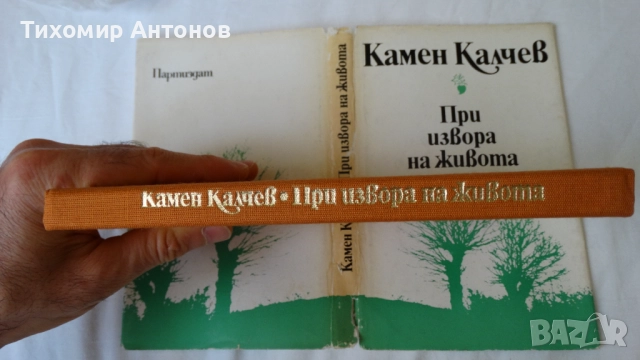 Тихомир Антонов
Партиздат
Камен Калчев
При
извора
на живота
Камен К
При извора на живота
Камен Калчев • При извора на живота
BAZAR